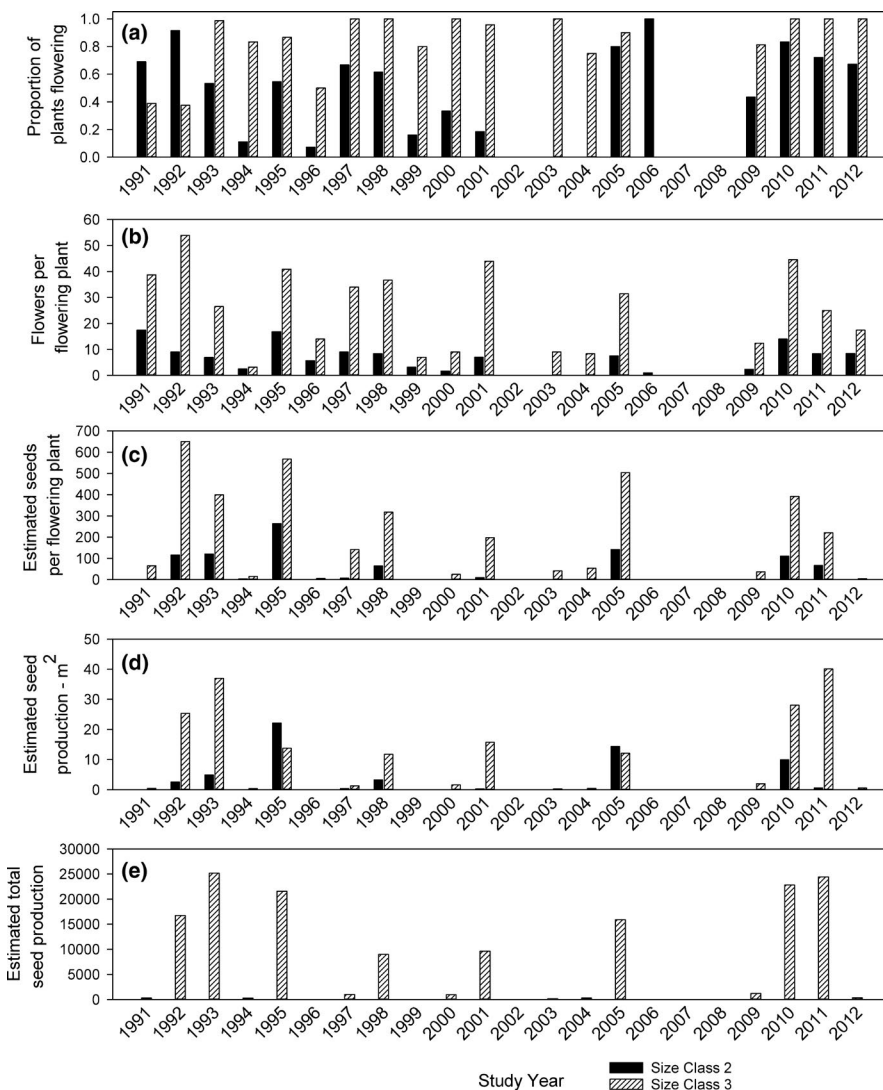 (a)
Proportion of
plants flowering
1.0
0.8
0.6
0.4
0.2
0.0
1991 1992 1993 1994 1995 1996 1997 1998 1999 2000 2001 2002 2003 2004 2005 2006 2007 2008 2009 2010 2011 2012
(b)
Flowers per
flowering plant
60
50
40
30
20
10
0
1991 1992 1993 1994 1995 1996 1997 1998 1999 2000 2001 2002 2003 2004 2005 2006 2007 2008 2009 2010 2011 2012
(c)
Estimated seeds
per flowering plant
700
600
500
400
300
200
100
0
1991 1992 1993 1994 1995 1996 1997 1998 1999 2000 2001 2002 2003 2004 2005 2006 2007 2008 2009 2010 2011 2012
(d)
Estimated seed
production - m2
50
40
30
20
10
0
1991 1992 1993 1994 1995 1996 1997 1998 1999 2000 2001 2002 2003 2004 2005 2006 2007 2008 2009 2010 2011 2012
(e)
Estimated total
seed production
30000
25000
20000
15000
10000
5000
0
1991 1992 1993 1994 1995 1996 1997 1998 1999 2000 2001 2002 2003 2004 2005 2006 2007 2008 2009 2010 2011 2012
Study Year
Size Class 2
Size Class 3